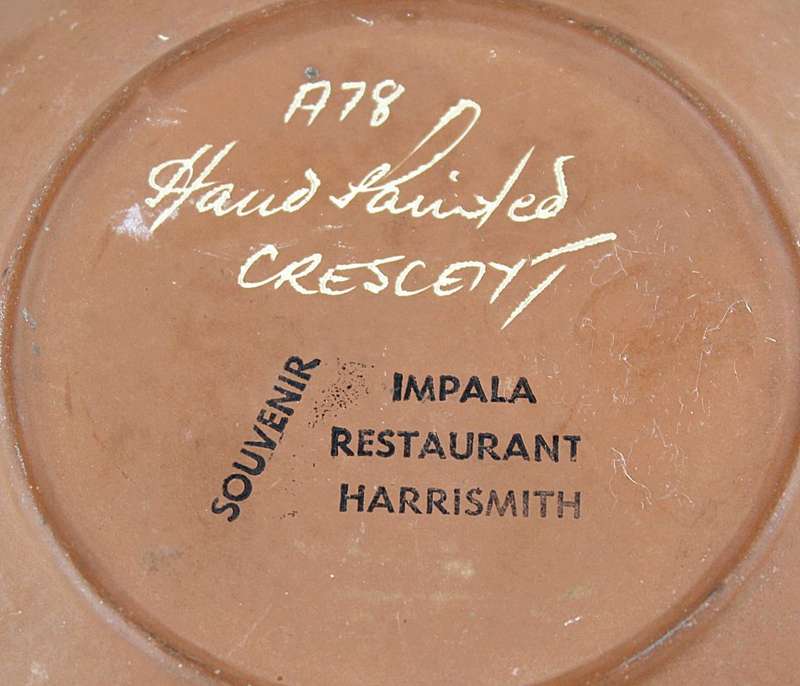 A78
Hand Painted
CRESCENT
SOUVENIR
IMPALA
RESTAURANT
HARRISMITH